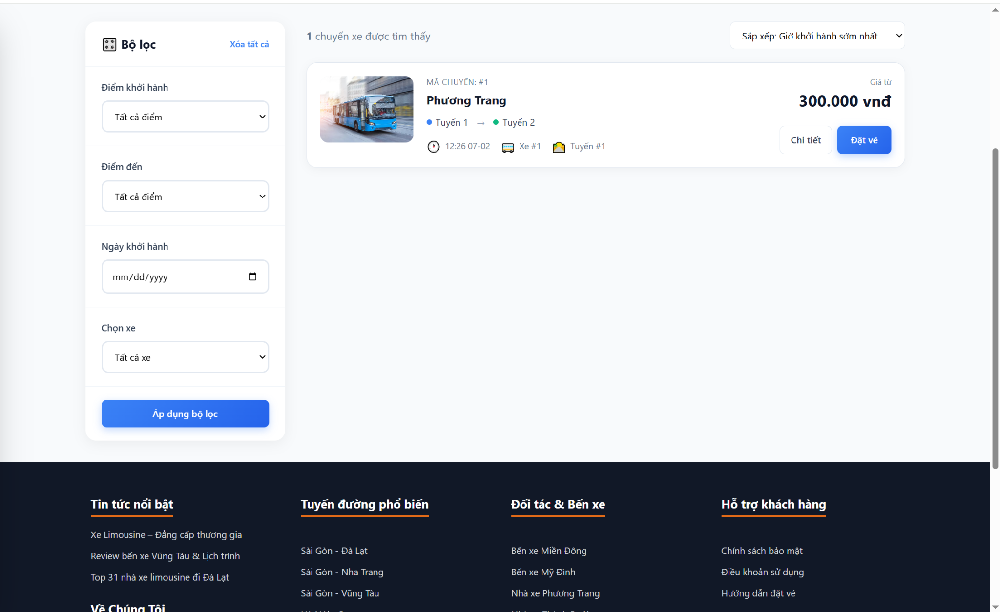 Bộ lọc
Xóa tất cả
Điểm khởi hành
Tất cả điểm
Điểm đến
Tất cả điểm
Ngày khởi hành
mm/dd/yyyy
Chọn xe
Tất cả xe
Áp dụng bộ lọc
1 chuyến xe được tìm thấy
Sắp xếp: Giờ khởi hành sớm nhất
MÃ CHUYẾN: #1
Phương Trang
Tuyến 1 → Tuyến 2
12:26 07-02 Xe #1 Tuyến #1
Giá từ
300.000 vnđ
Chi tiết
Đặt vé
Tin tức nổi bật
Xe Limousine – Đẳng cấp thương gia
Review bến xe Vũng Tàu & Lịch trình
Top 31 nhà xe limousine đi Đà Lạt
Về Chúng Tôi
Tuyến đường phổ biến
Sài Gòn - Đà Lạt
Sài Gòn - Nha Trang
Sài Gòn - Vũng Tàu
Đối tác & Bến xe
Bến xe Miền Đông
Bến xe Mỹ Đình
Nhà xe Phương Trang
Hỗ trợ khách hàng
Chính sách bảo mật
Điều khoản sử dụng
Hướng dẫn đặt vé